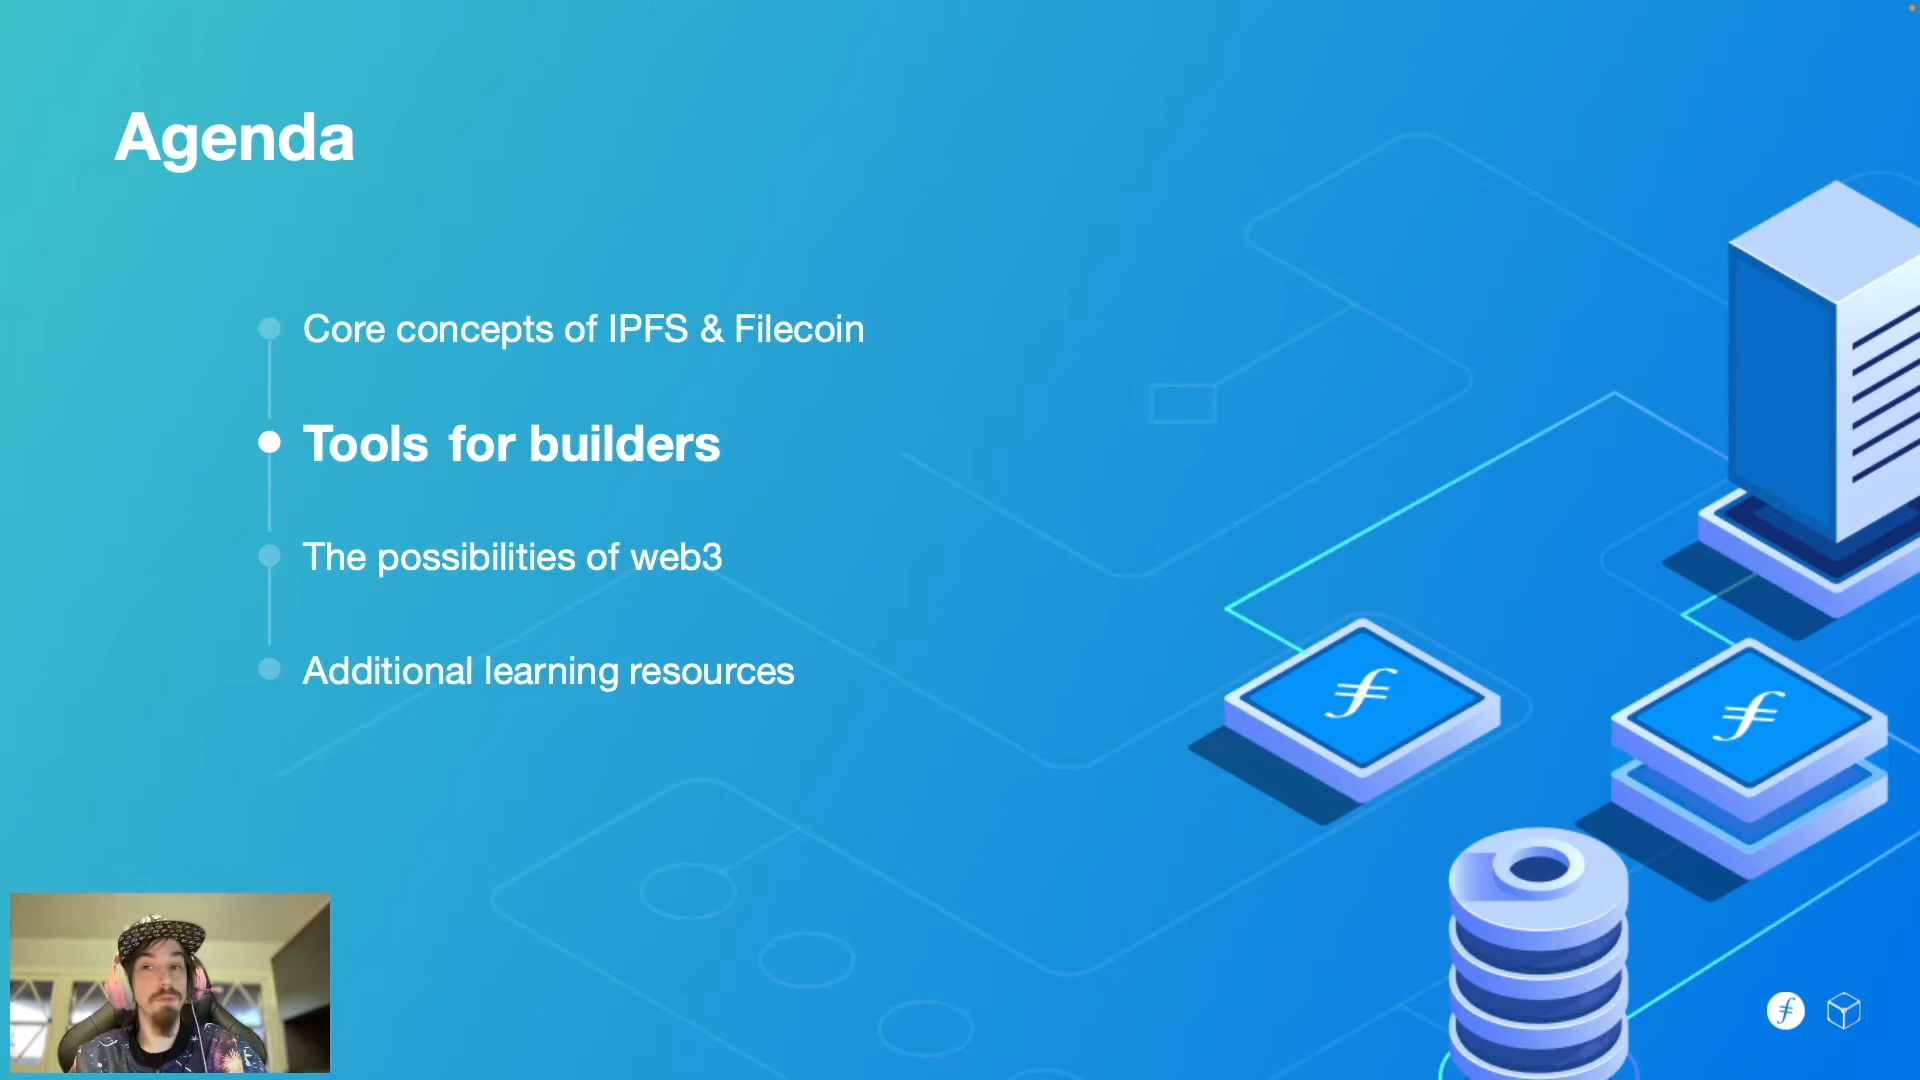 Agenda
Core concepts of IPFS & Filecoin
Tools for builders
The possibilities of web3
Additional learning resources